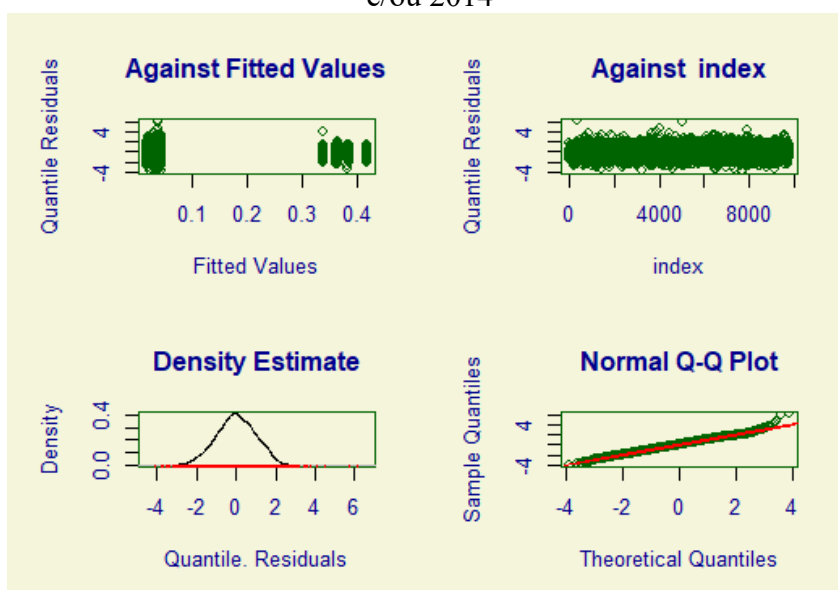 c/ou 2014
Against Fitted Values
Quantile Residuals
4
-4
0.1 0.2 0.3 0.4
Fitted Values
Against index
Quantile Residuals
4
-4
0 4000 8000
index
Density Estimate
Density
0.4
0.0
-4 -2 0 2 4 6
Quantile. Residuals
Normal Q-Q Plot
Sample Quantiles
4
-4
-4 -2 0 2 4
Theoretical Quantiles